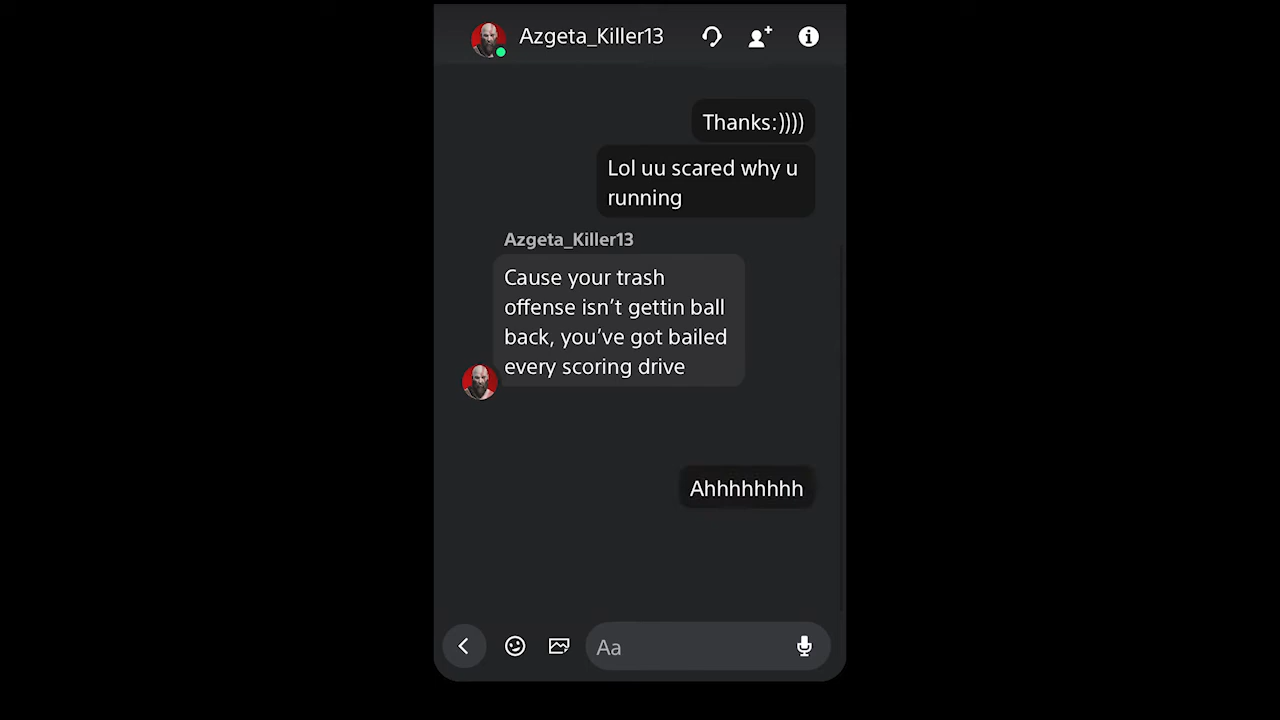 Azgeta_Killer13
Thanks:))))
Lol uu scared why u
running
Azgeta_Killer13
Cause your trash
offense isn’t gettin ball
back, you’ve got bailed
every scoring drive
Ahhhhhhhh
Aa